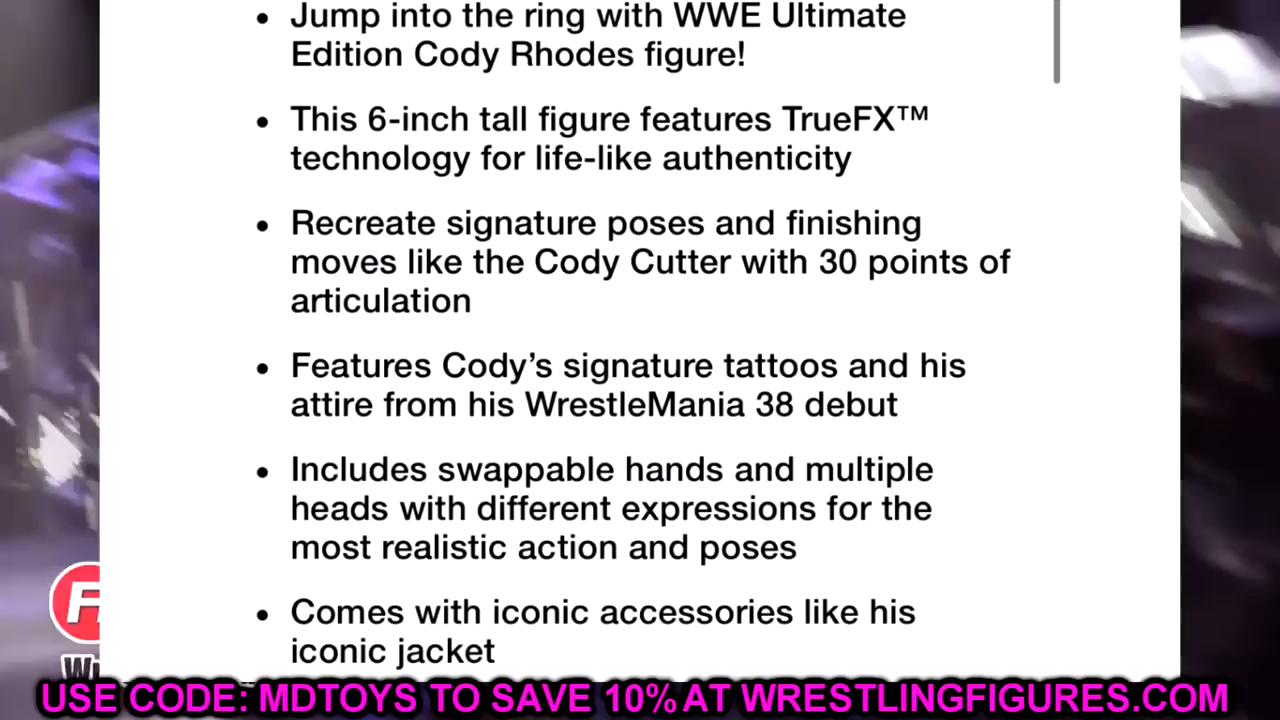 Jump into the ring with WWE Ultimate
Edition Cody Rhodes figure!
This 6-inch tall figure features TrueFX™
technology for life-like authenticity
Recreate signature poses and finishing
moves like the Cody Cutter with 30 points of
articulation
Features Cody’s signature tattoos and his
attire from his WrestleMania 38 debut
Includes swappable hands and multiple
heads with different expressions for the
most realistic action and poses
Comes with iconic accessories like his
iconic jacket
USE CODE: MDTOYS TO SAVE 10% AT WRESTLINGFIGURES.COM